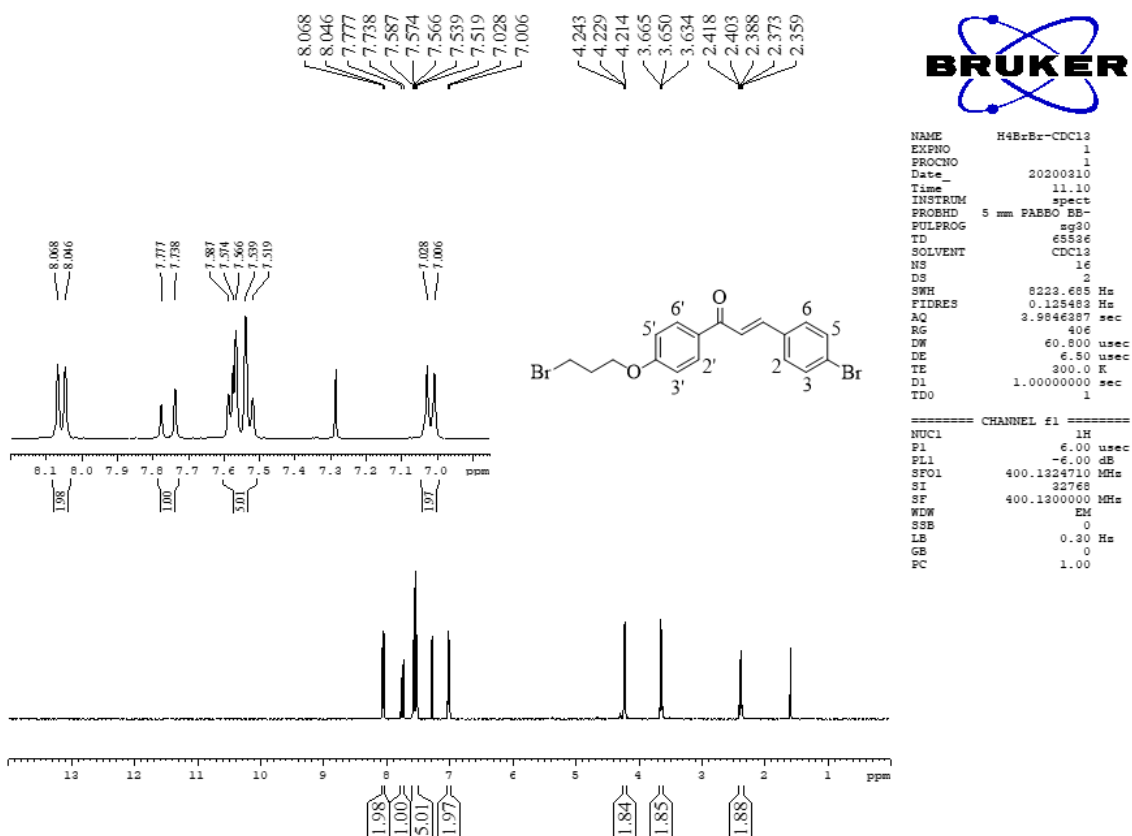 8.068
8.046
7.777
7.738
7.587
7.574
7.566
7.539
7.519
7.028
7.006
4.243
4.229
4.214
3.665
3.650
3.634
2.418
2.403
2.388
2.373
2.359
BRUKER
NAME H4BrBr-CDCl3
EXPNO 1
PROCNO 1
Date_ 20200310
Time 11.10
INSTRUM spect
PROBHD 5 mm PABBO BB-
PULPROG zg30
TD 65536
SOLVENT CDCl3
NS 16
DS 2
SWH 8223.685 Hz
FIDRES 0.125483 Hz
AQ 3.9846387 sec
RG 406
DW 60.800 usec
DE 6.50 usec
TE 300.0 K
D1 1.00000000 sec
TD0 1
======== CHANNEL f1 ========
NUC1 1H
P1 6.00 usec
PL1 -6.00 dB
SFO1 400.1324710 MHz
SI 32768
SF 400.1300000 MHz
WDW EM
SSB 0
LB 0.30 Hz
GB 0
PC 1.00
8.068
8.046
7.777
7.738
7.587
7.574
7.566
7.539
7.519
7.028
7.006
8.1 8.0 7.9 7.8 7.7 7.6 7.5 7.4 7.3 7.2 7.1 7.0 ppm
1.98
1.00
5.01
1.97
O
6'
6
5'
5
Br
O
3'
2'
2
3
Br
13 12 11 10 9 8 7 6 5 4 3 2 1 ppm
1.98
1.00
5.01
1.97
1.84
1.85
1.88